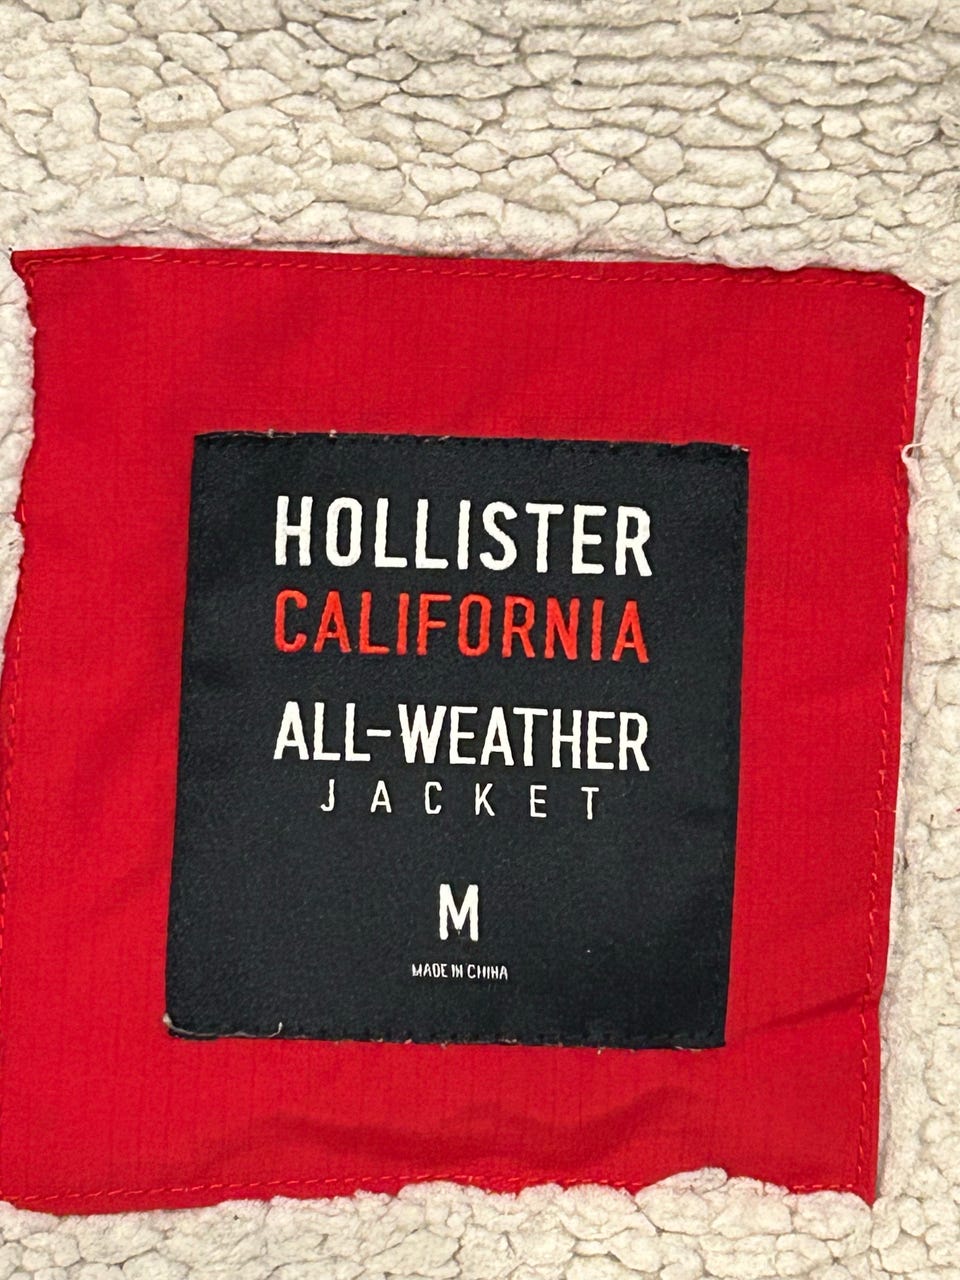 HOLLISTER
CALIFORNIA
ALL-WEATHER
JACKET
M
MADE IN CHINA